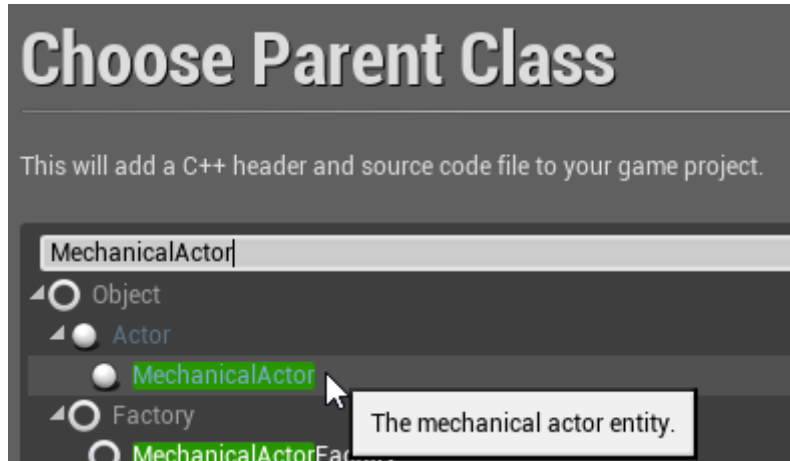 Choose Parent Class
This will add a C++ header and source code file to your game project.
MechanicalActor
Object
Actor
MechanicalActor
The mechanical actor entity.
Factory